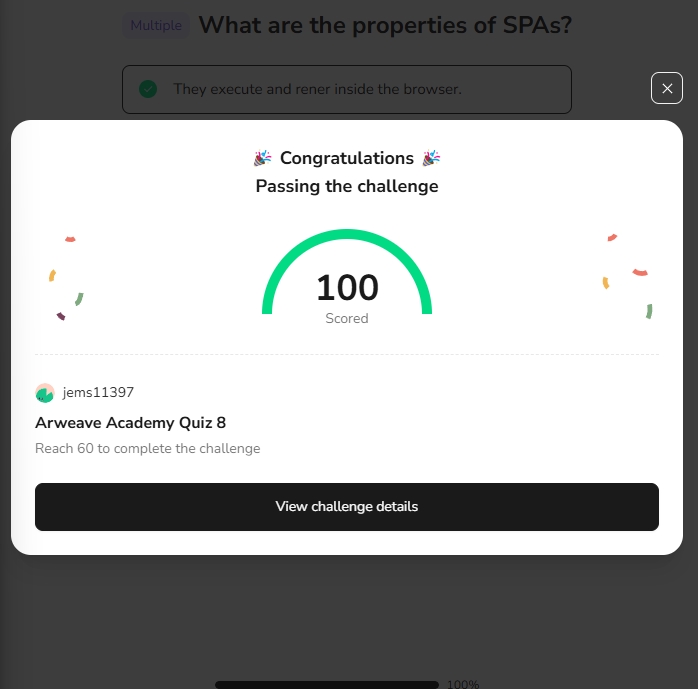 Multiple What are the properties of SPAs?
They execute and rener inside the browser.
Congratulations
Passing the challenge
100
Scored
jems11397
Arweave Academy Quiz 8
Reach 60 to complete the challenge
View challenge details
100%